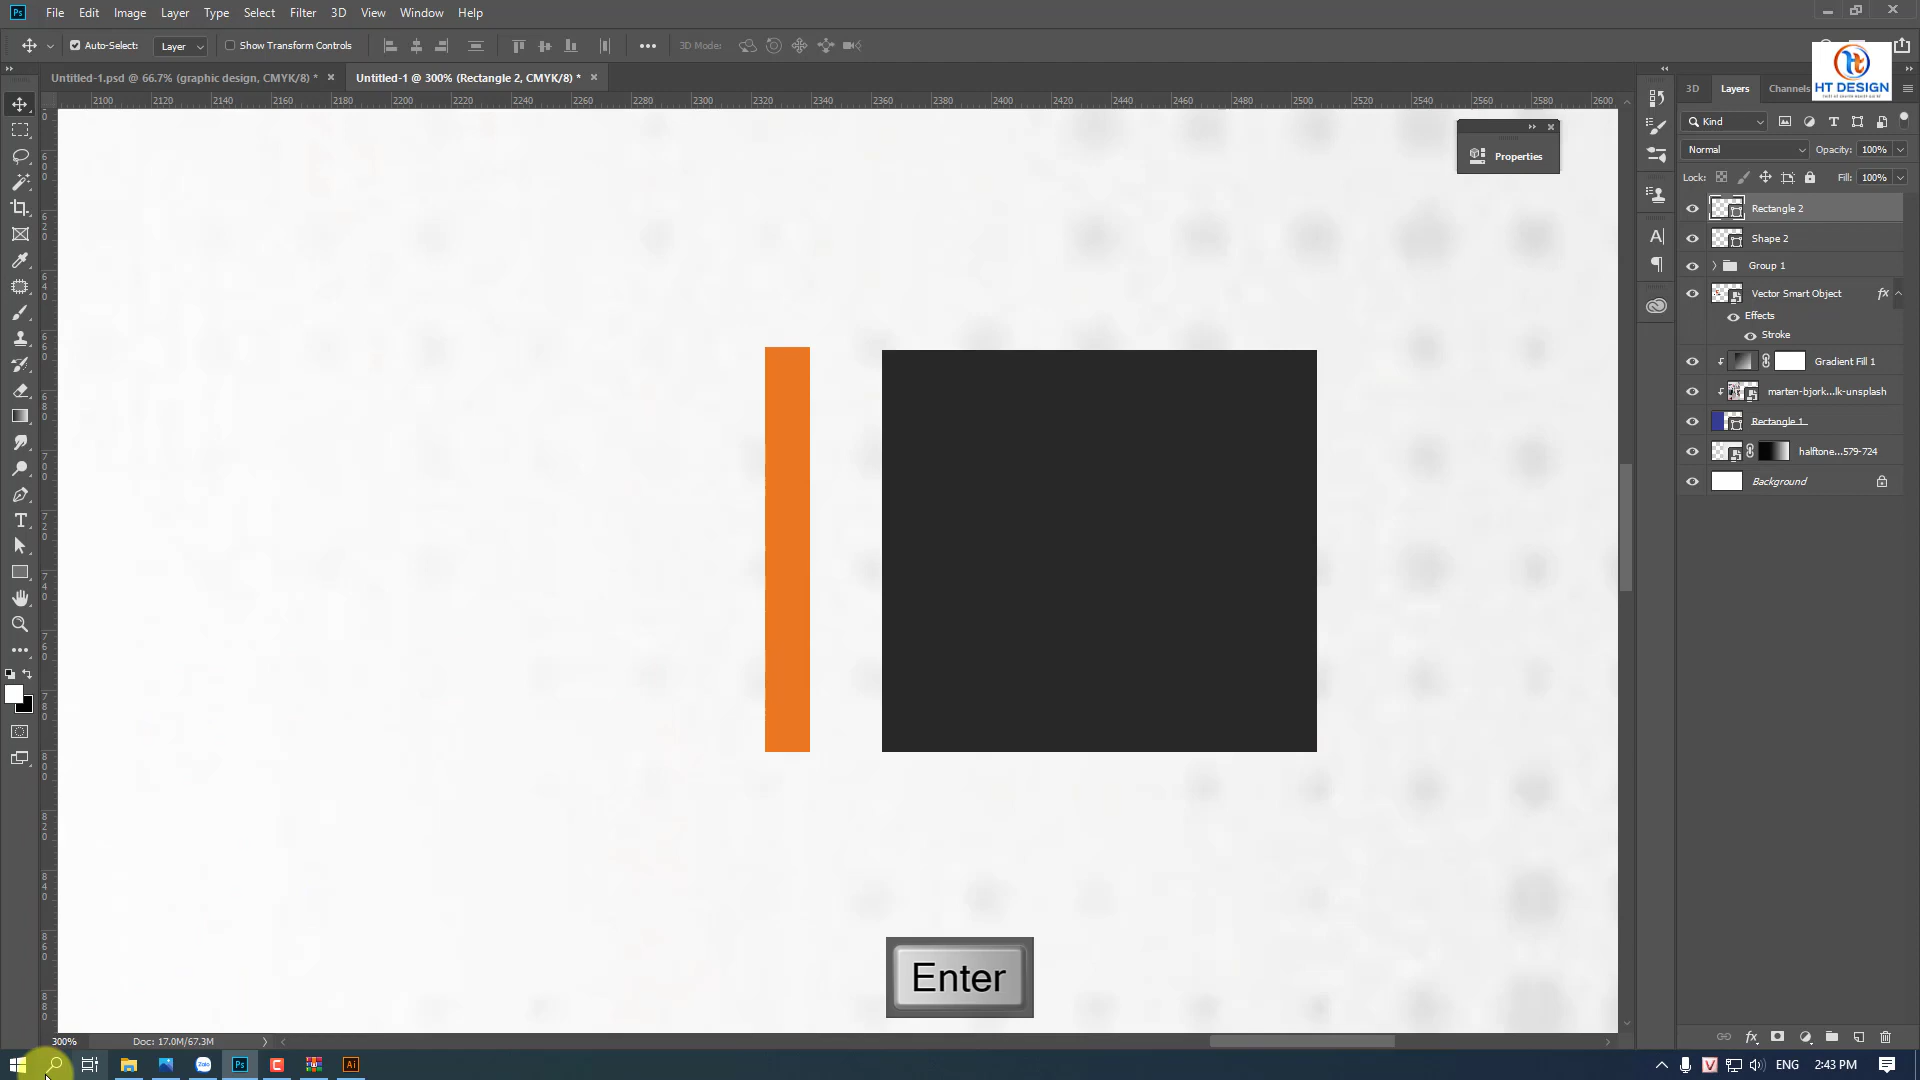 Ps File Edit Image Layer Type Select Filter 3D View Window Help
Auto-Select: Layer Show Transform Controls 3D Mode:
Untitled-1.psd @ 66.7% (graphic design, CMYK/8) * × Untitled-1 @ 300% (Rectangle 2, CMYK/8) * ×
2100 2120 2140 2160 2180 2200 2220 2240 2260 2280 2300 2320 2340 2360 2380 2400 2420 2440 2460 2480 2500 2520 2540 2560 2580 2600
HT DESIGN
3D Layers Channels
Kind
Normal Opacity: 100%
Lock: Fill: 100%
Properties
Rectangle 2
Shape 2
Group 1
Vector Smart Object fx
Effects
Stroke
Gradient Fill 1
marten-bjork...lk-unsplash
Rectangle 1
halftone...579-724
Background
Enter
300% Doc: 17.0M/67.3M
Zalo Ps C Ai V ENG 2:43 PM